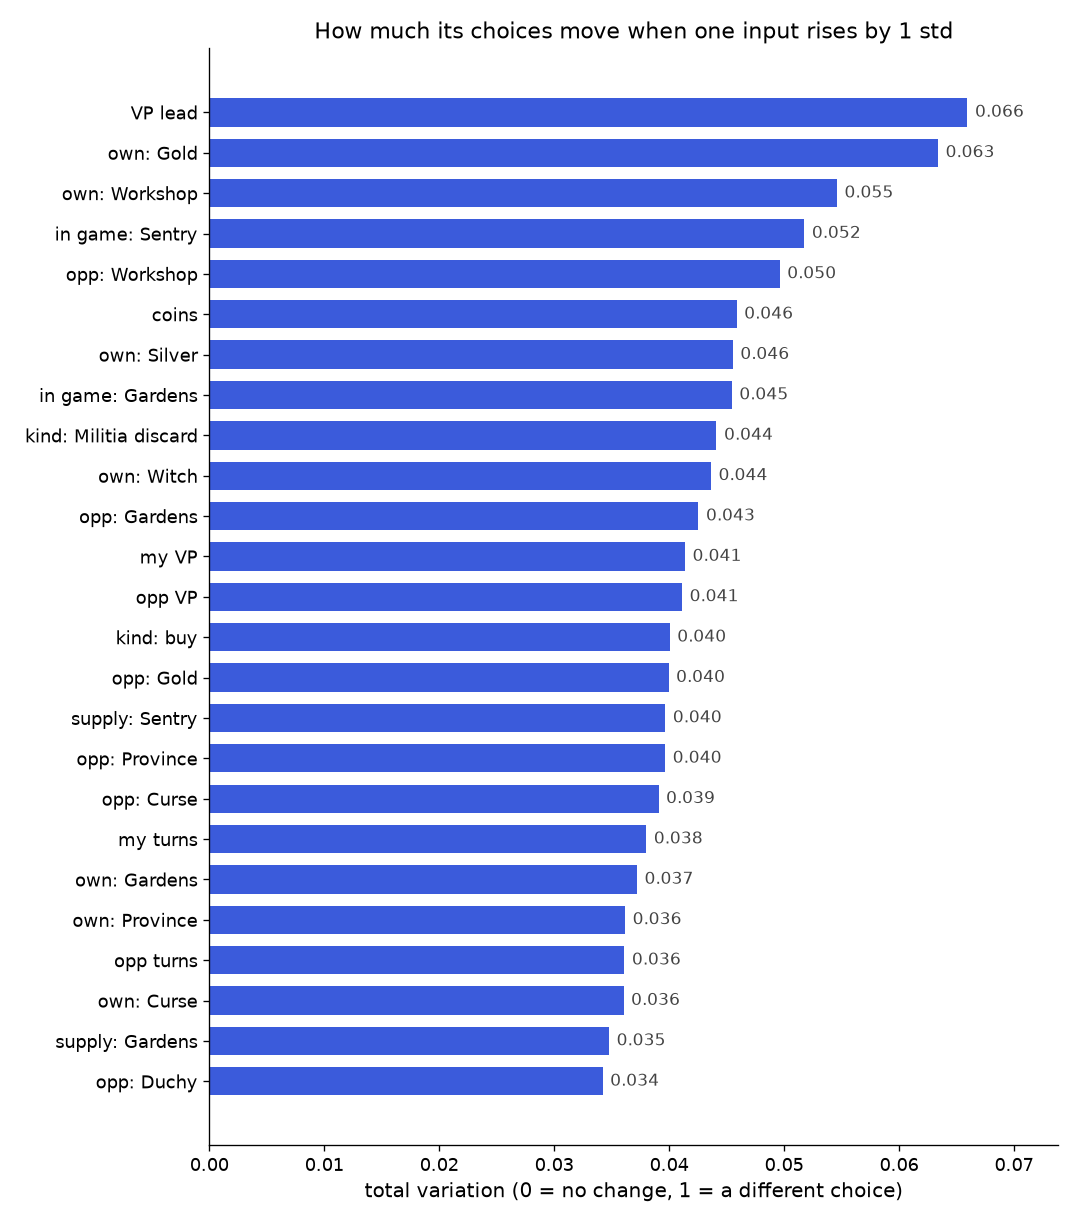 How much its choices move when one input rises by 1 std
VP lead 0.066
own: Gold 0.063
own: Workshop 0.055
in game: Sentry 0.052
opp: Workshop 0.050
coins 0.046
own: Silver 0.046
in game: Gardens 0.045
kind: Militia discard 0.044
own: Witch 0.044
opp: Gardens 0.043
my VP 0.041
opp VP 0.041
kind: buy 0.040
opp: Gold 0.040
supply: Sentry 0.040
opp: Province 0.040
opp: Curse 0.039
my turns 0.038
own: Gardens 0.037
own: Province 0.036
opp turns 0.036
own: Curse 0.036
supply: Gardens 0.035
opp: Duchy 0.034
0.00 0.01 0.02 0.03 0.04 0.05 0.06 0.07
total variation (0 = no change, 1 = a different choice)